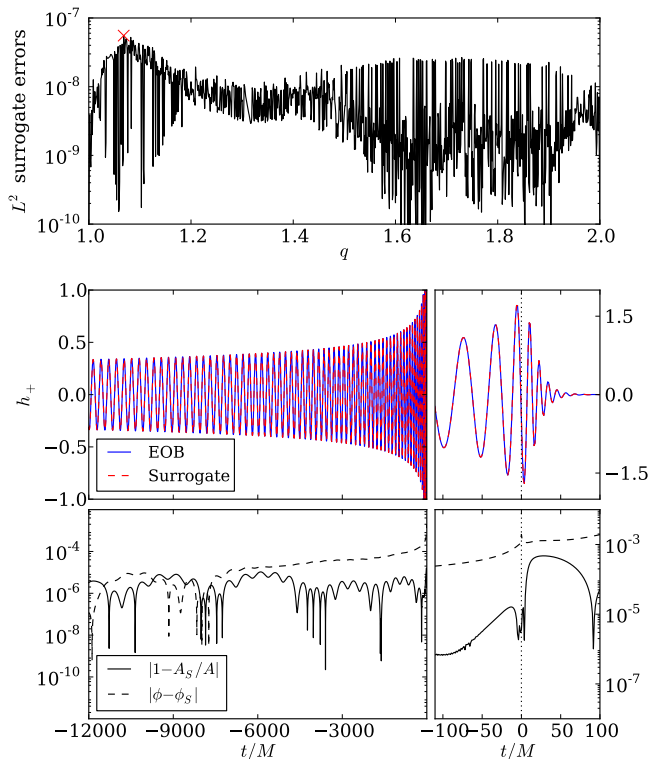 10⁻⁷
10⁻⁸
10⁻⁹
10⁻¹⁰
L² surrogate errors
1.0 1.2 1.4 1.6 1.8 2.0
q
1.0
0.5
0.0
−0.5
−1.0
h₊
EOB
Surrogate
1.5
0.0
−1.5
10⁻⁴
10⁻⁶
10⁻⁸
10⁻¹⁰
|1−A_S/A|
|ϕ−ϕ_S|
10⁻³
10⁻⁵
10⁻⁷
−12000 −9000 −6000 −3000
t/M
−100 −50 0 50 100
t/M